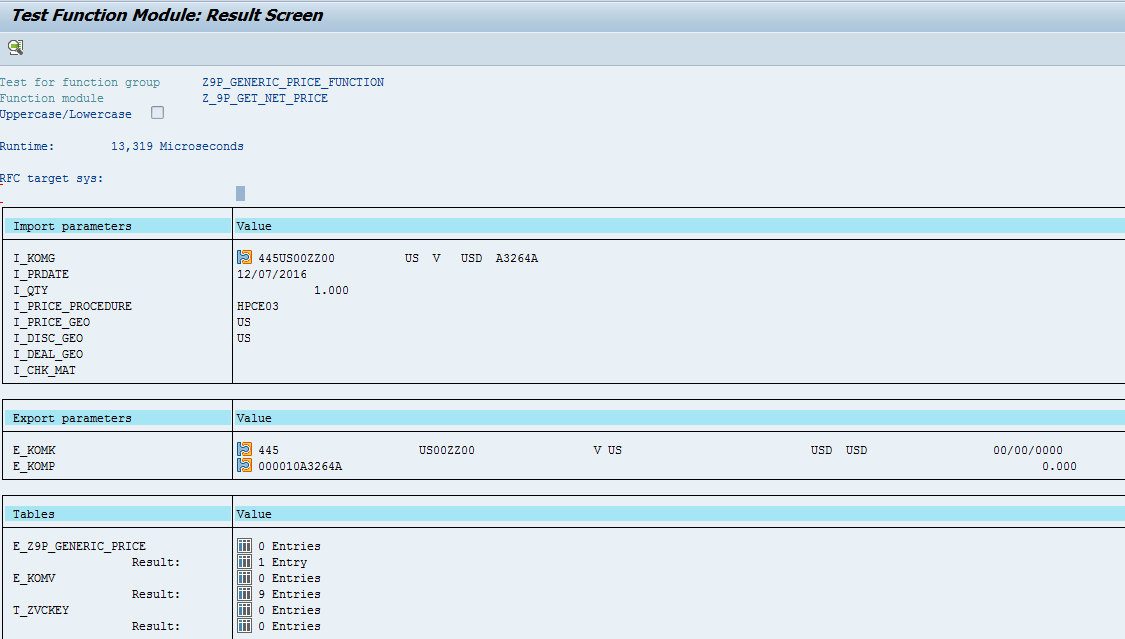 Test Function Module: Result Screen
Test for function group Z9P_GENERIC_PRICE_FUNCTION
Function module Z_9P_GET_NET_PRICE
Uppercase/Lowercase
Runtime: 13,319 Microseconds
RFC target sys:
Import parameters Value
I_KOMG 445US00ZZ00 US V USD A3264A
I_PRDATE 12/07/2016
I_QTY 1.000
I_PRICE_PROCEDURE HPCE03
I_PRICE_GEO US
I_DISC_GEO US
I_DEAL_GEO
I_CHK_MAT
Export parameters Value
E_KOMK 445 US00ZZ00 V US USD USD 00/00/0000
E_KOMP 000010A3264A 0.000
Tables Value
E_Z9P_GENERIC_PRICE 0 Entries
Result: 1 Entry
E_KOMV 0 Entries
Result: 9 Entries
T_ZVCKEY 0 Entries
Result: 0 Entries